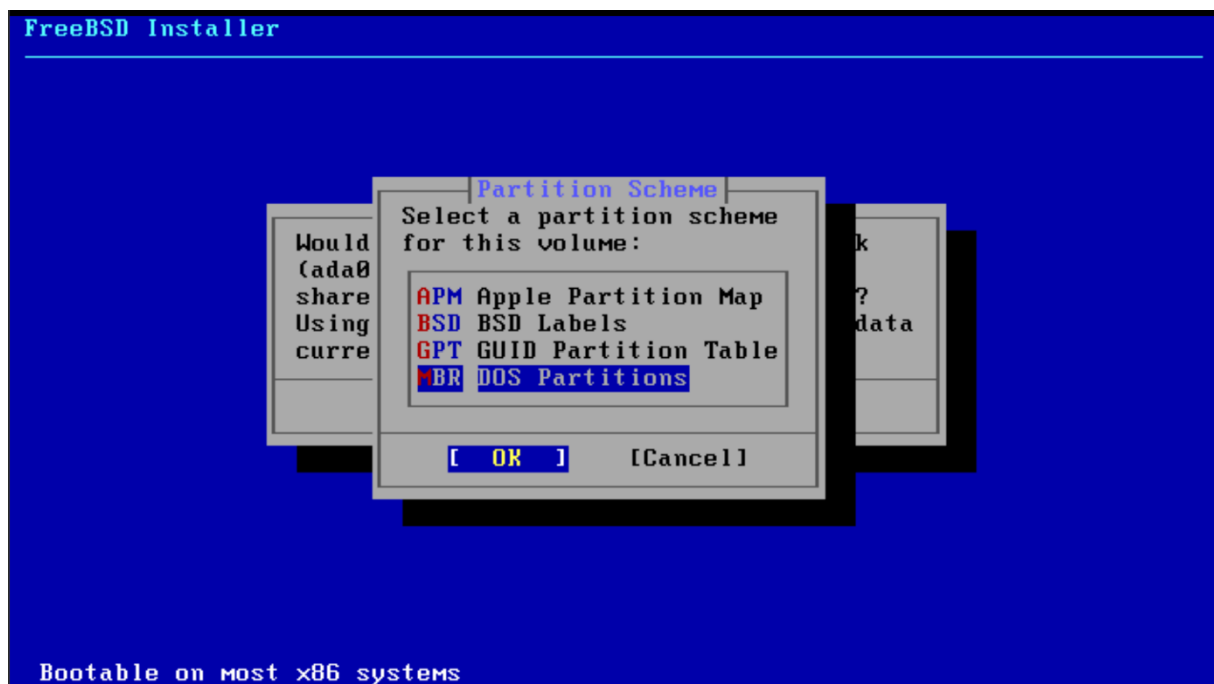 FreeBSD Installer
Partition Scheme
Select a partition scheme
for this volume:
Would
(ada0
share
Using
curre
k
?
data
APM Apple Partition Map
BSD BSD Labels
GPT GUID Partition Table
MBR DOS Partitions
[ OK ] [Cancel]
Bootable on most x86 systems